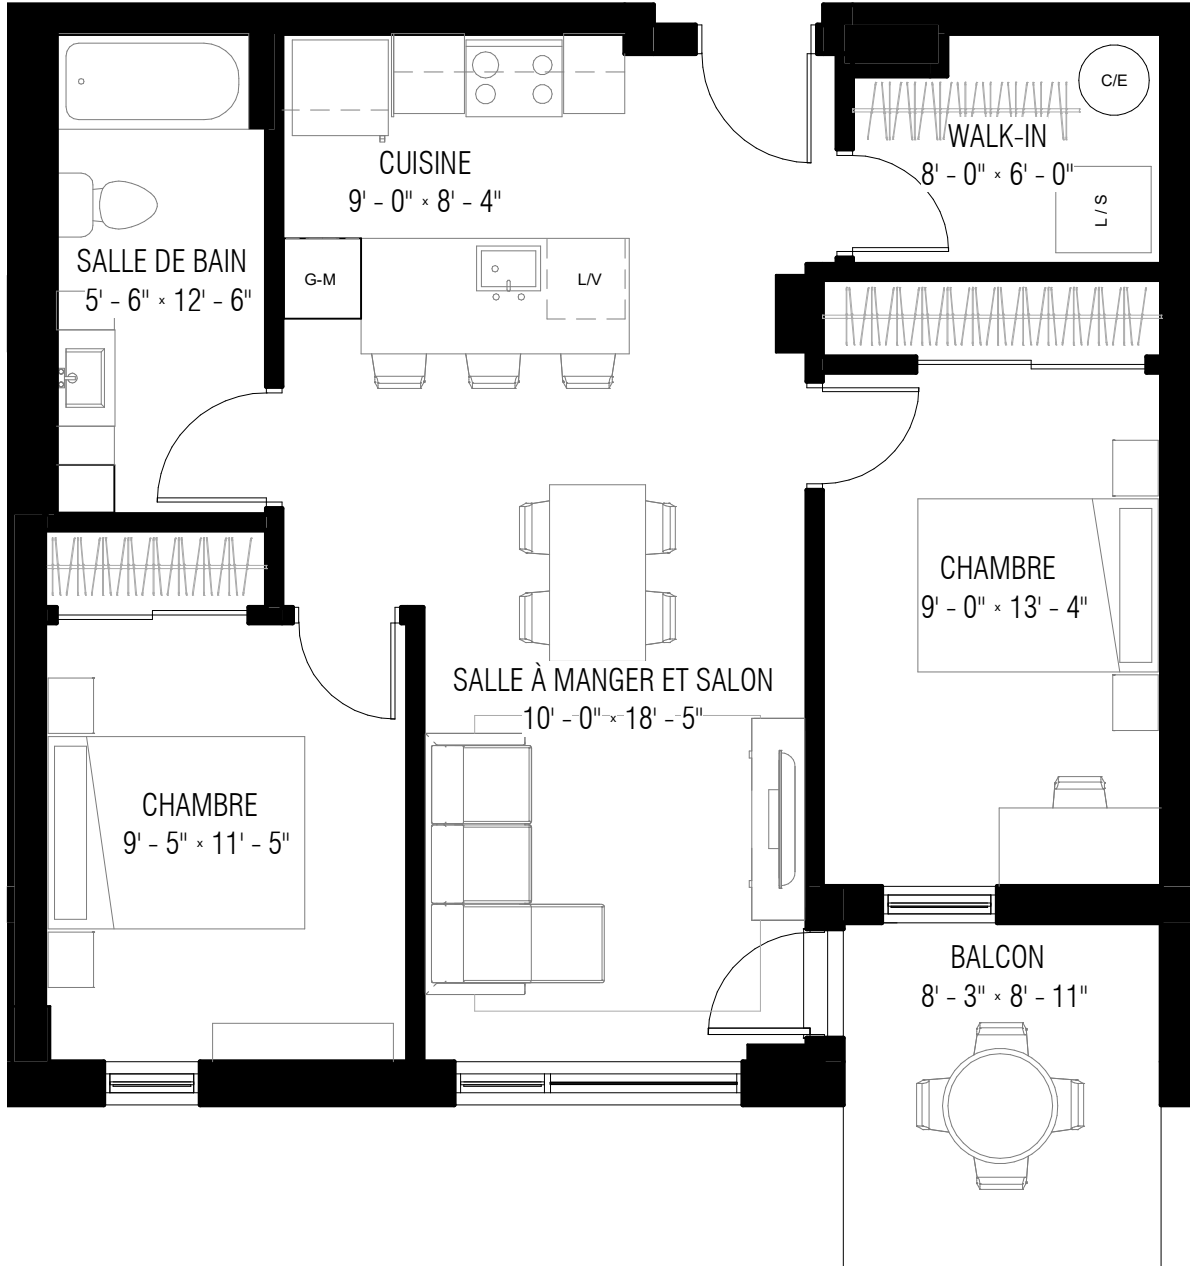 C/E
WALK-IN
8' - 0" x 6' - 0"
L / S
CUISINE
9' - 0" x 8' - 4"
SALLE DE BAIN
5' - 6" x 12' - 6"
G-M
L/V
CHAMBRE
9' - 0" x 13' - 4"
SALLE À MANGER ET SALON
10' - 0" x 18' - 5"
CHAMBRE
9' - 5" x 11' - 5"
BALCON
8' - 3" x 8' - 11"